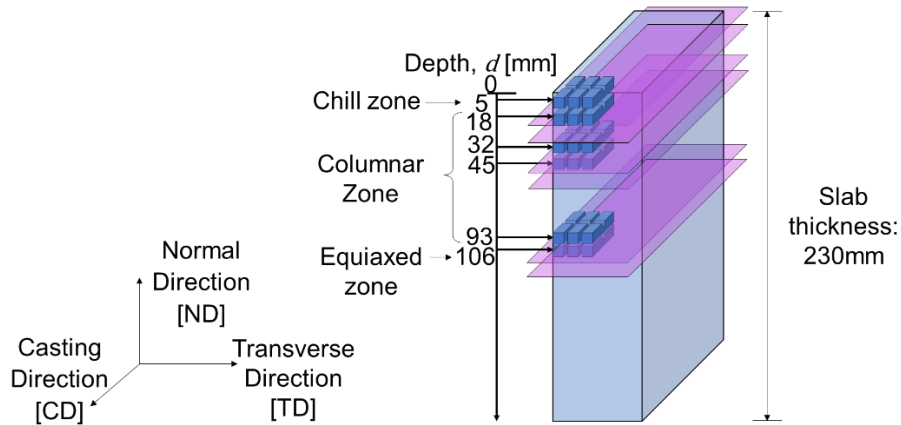 Depth, d [mm]
0
Chill zone
5
18
32
45
Columnar
Zone
93
106
Equiaxed
zone
Slab
thickness:
230mm
Normal
Direction
[ND]
Casting
Direction
[CD]
Transverse
Direction
[TD]